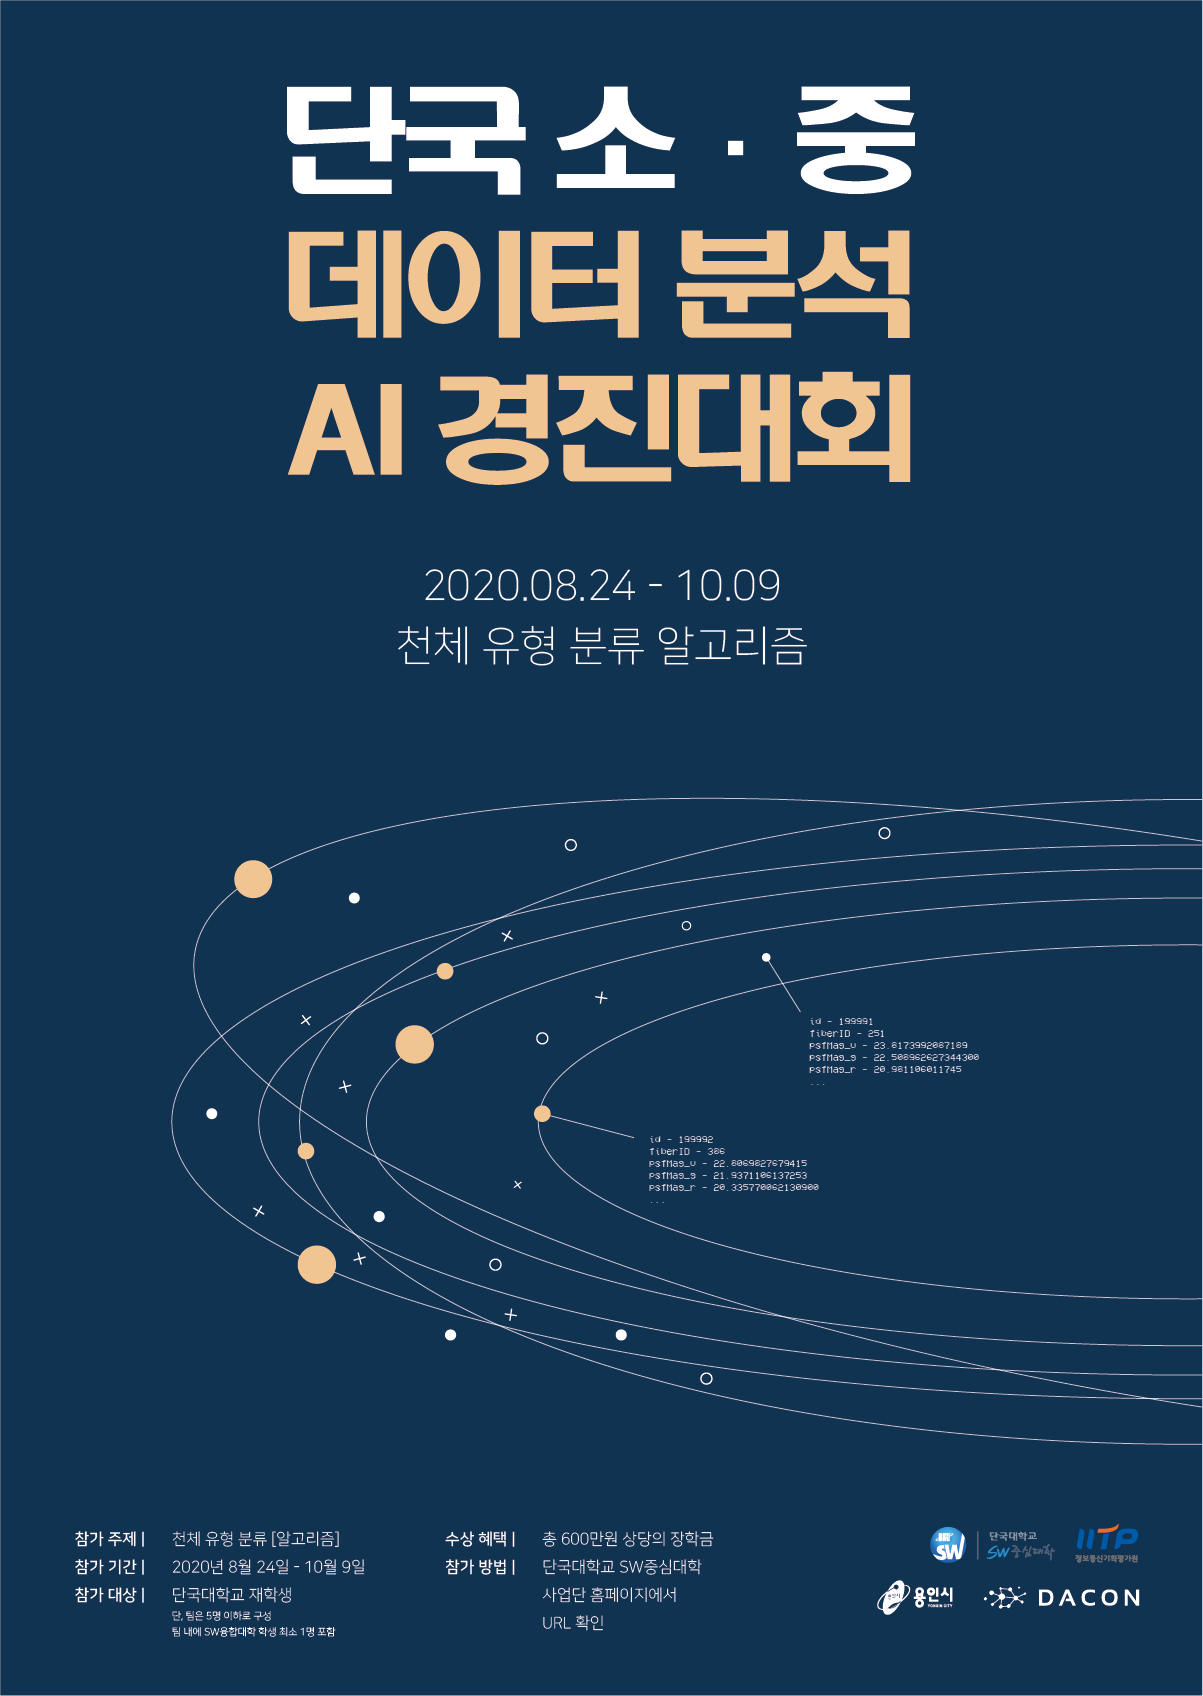 단국 소 · 중
데이터 분석
AI 경진대회
2020.08.24 - 10.09
천체 유형 분류 알고리즘
id - 199991
fiberID - 251
psfMag_u - 23.8173992087189
psfMag_g - 22.508962627344300
psfMag_r - 20.981106011745
...
id - 199992
fiberID - 386
psfMag_u - 22.8069827679415
psfMag_g - 21.9371106137253
psfMag_r - 20.335770062130900
...
참가 주제 | 천체 유형 분류 [알고리즘]
참가 기간 | 2020년 8월 24일 - 10월 9일
참가 대상 | 단국대학교 재학생
단, 팀은 5명 이하로 구성
팀 내에 SW융합대학 학생 최소 1명 포함
수상 혜택 | 총 600만원 상당의 장학금
참가 방법 | 단국대학교 SW중심대학
사업단 홈페이지에서
URL 확인
SW
단국대학교
SW중심대학
IITP
정보통신기획평가원
용인시
YONGIN CITY
DACON